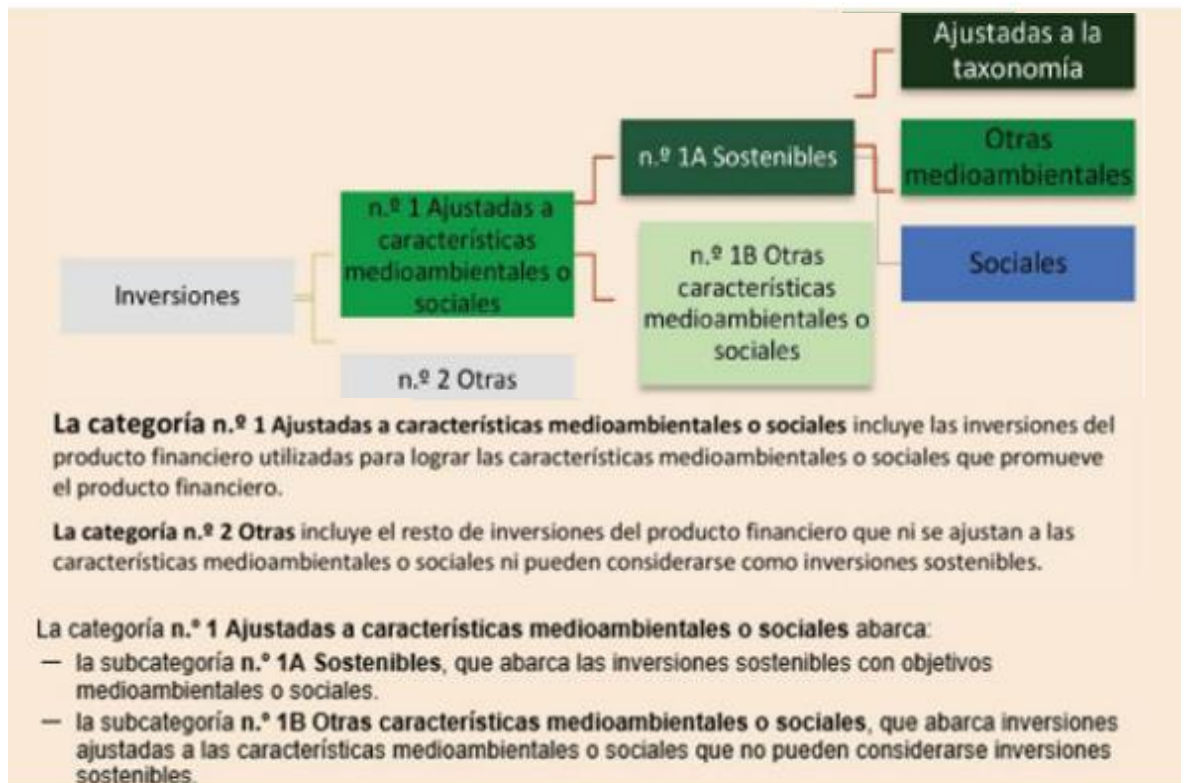 Ajustadas a la
taxonomía
n.º 1A Sostenibles
Otras
medioambientales
n.º 1 Ajustadas a
características
medioambientales o
sociales
Inversiones
n.º 1B Otras
características
medioambientales o
sociales
Sociales
n.º 2 Otras
La categoría n.º 1 Ajustadas a características medioambientales o sociales incluye las inversiones del
producto financiero utilizadas para lograr las características medioambientales o sociales que promueve
el producto financiero.
La categoría n.º 2 Otras incluye el resto de inversiones del producto financiero que ni se ajustan a las
características medioambientales o sociales ni pueden considerarse como inversiones sostenibles.
La categoría n.º 1 Ajustadas a características medioambientales o sociales abarca:
— la subcategoría n.º 1A Sostenibles, que abarca las inversiones sostenibles con objetivos
medioambientales o sociales.
— la subcategoría n.º 1B Otras características medioambientales o sociales, que abarca inversiones
ajustadas a las características medioambientales o sociales que no pueden considerarse inversiones
sostenibles.